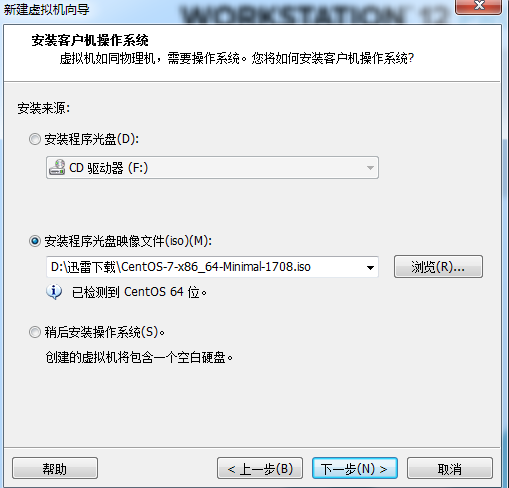 新建虚拟机向导
WORKSTATION 12
安装客户机操作系统
虚拟机如同物理机，需要操作系统。您将如何安装客户机操作系统?
安装来源:
安装程序光盘(D):
CD 驱动器 (F:)
安装程序光盘映像文件(iso)(M):
D:\迅雷下载\CentOS-7-x86_64-Minimal-1708.iso
浏览(R)...
已检测到 CentOS 64 位。
稍后安装操作系统(S)。
创建的虚拟机将包含一个空白硬盘。
帮助
< 上一步(B)
下一步(N) >
取消